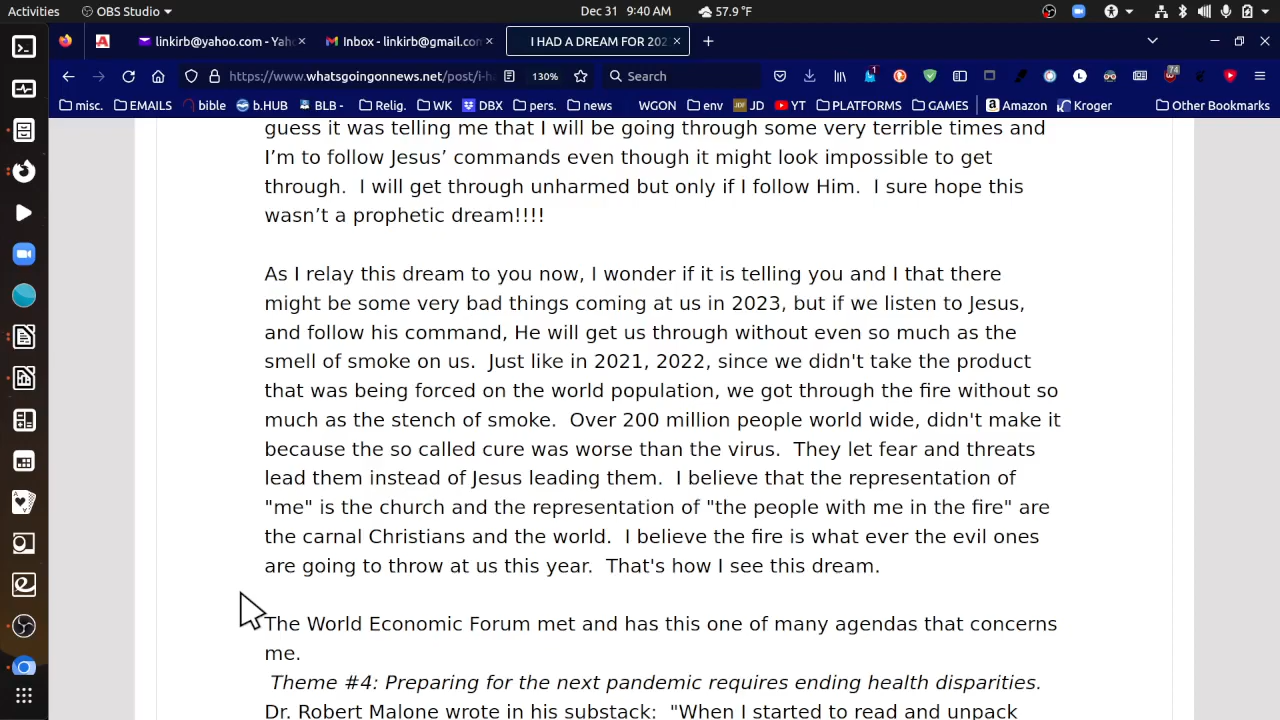 Activities
OBS Studio
Dec 31 9:40 AM
57.9 °F
linkirb@yahoo.com - Ya
Inbox - linkirb@gmail.con
I HAD A DREAM FOR 202
https://www.whatsgoingonnews.net/post/i-ha
130%
Search
1
74
misc.
EMAILS
bible
b.HUB
BLB -
Relig.
WK
DBX
pers.
news
WGON
env
JD
YT
PLATFORMS
GAMES
Amazon
Kroger
Other Bookmarks
guess it was telling me that I will be going through some very terrible times and
I'm to follow Jesus' commands even though it might look impossible to get
through.  I will get through unharmed but only if I follow Him.  I sure hope this
wasn't a prophetic dream!!!!
As I relay this dream to you now, I wonder if it is telling you and I that there
might be some very bad things coming at us in 2023, but if we listen to Jesus,
and follow his command, He will get us through without even so much as the
smell of smoke on us.  Just like in 2021, 2022, since we didn't take the product
that was being forced on the world population, we got through the fire without so
much as the stench of smoke.  Over 200 million people world wide, didn't make it
because the so called cure was worse than the virus.  They let fear and threats
lead them instead of Jesus leading them.  I believe that the representation of
"me" is the church and the representation of "the people with me in the fire" are
the carnal Christians and the world.  I believe the fire is what ever the evil ones
are going to throw at us this year.  That's how I see this dream.
The World Economic Forum met and has this one of many agendas that concerns
me.
Theme #4: Preparing for the next pandemic requires ending health disparities.
Dr. Robert Malone wrote in his substack:  "When I started to read and unpack